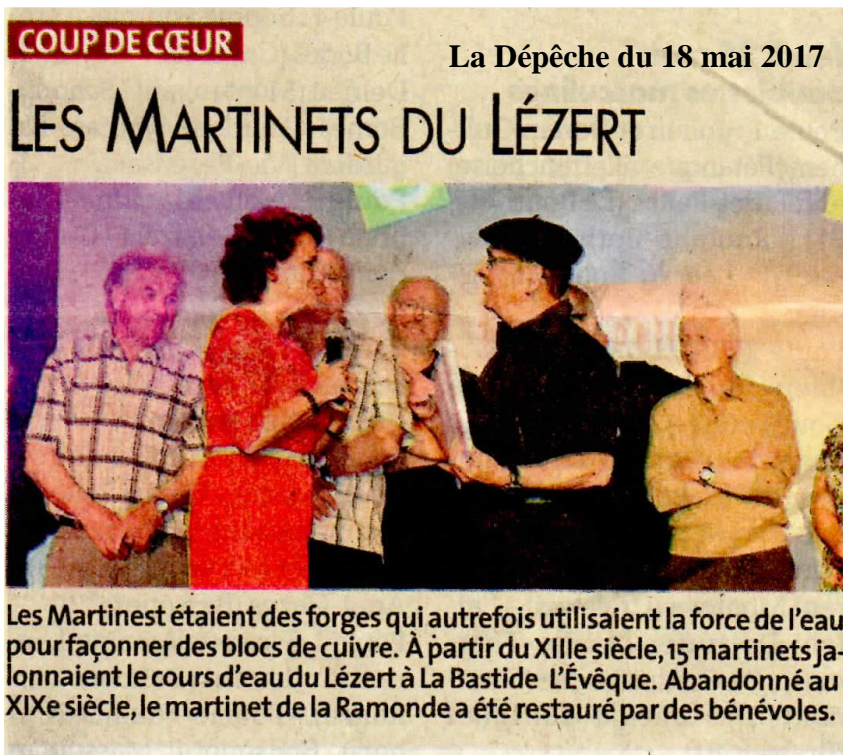 COUP DE CŒUR
La Dépêche du 18 mai 2017
LES MARTINETS DU LÉZERT
Les Martinest étaient des forges qui autrefois utilisaient la force de l'eau
pour façonner des blocs de cuivre. À partir du XIIIe siècle, 15 martinets ja-
lonnaient le cours d'eau du Lézert à La Bastide L'Évêque. Abandonné au
XIXe siècle, le martinet de la Ramonde a été restauré par des bénévoles.